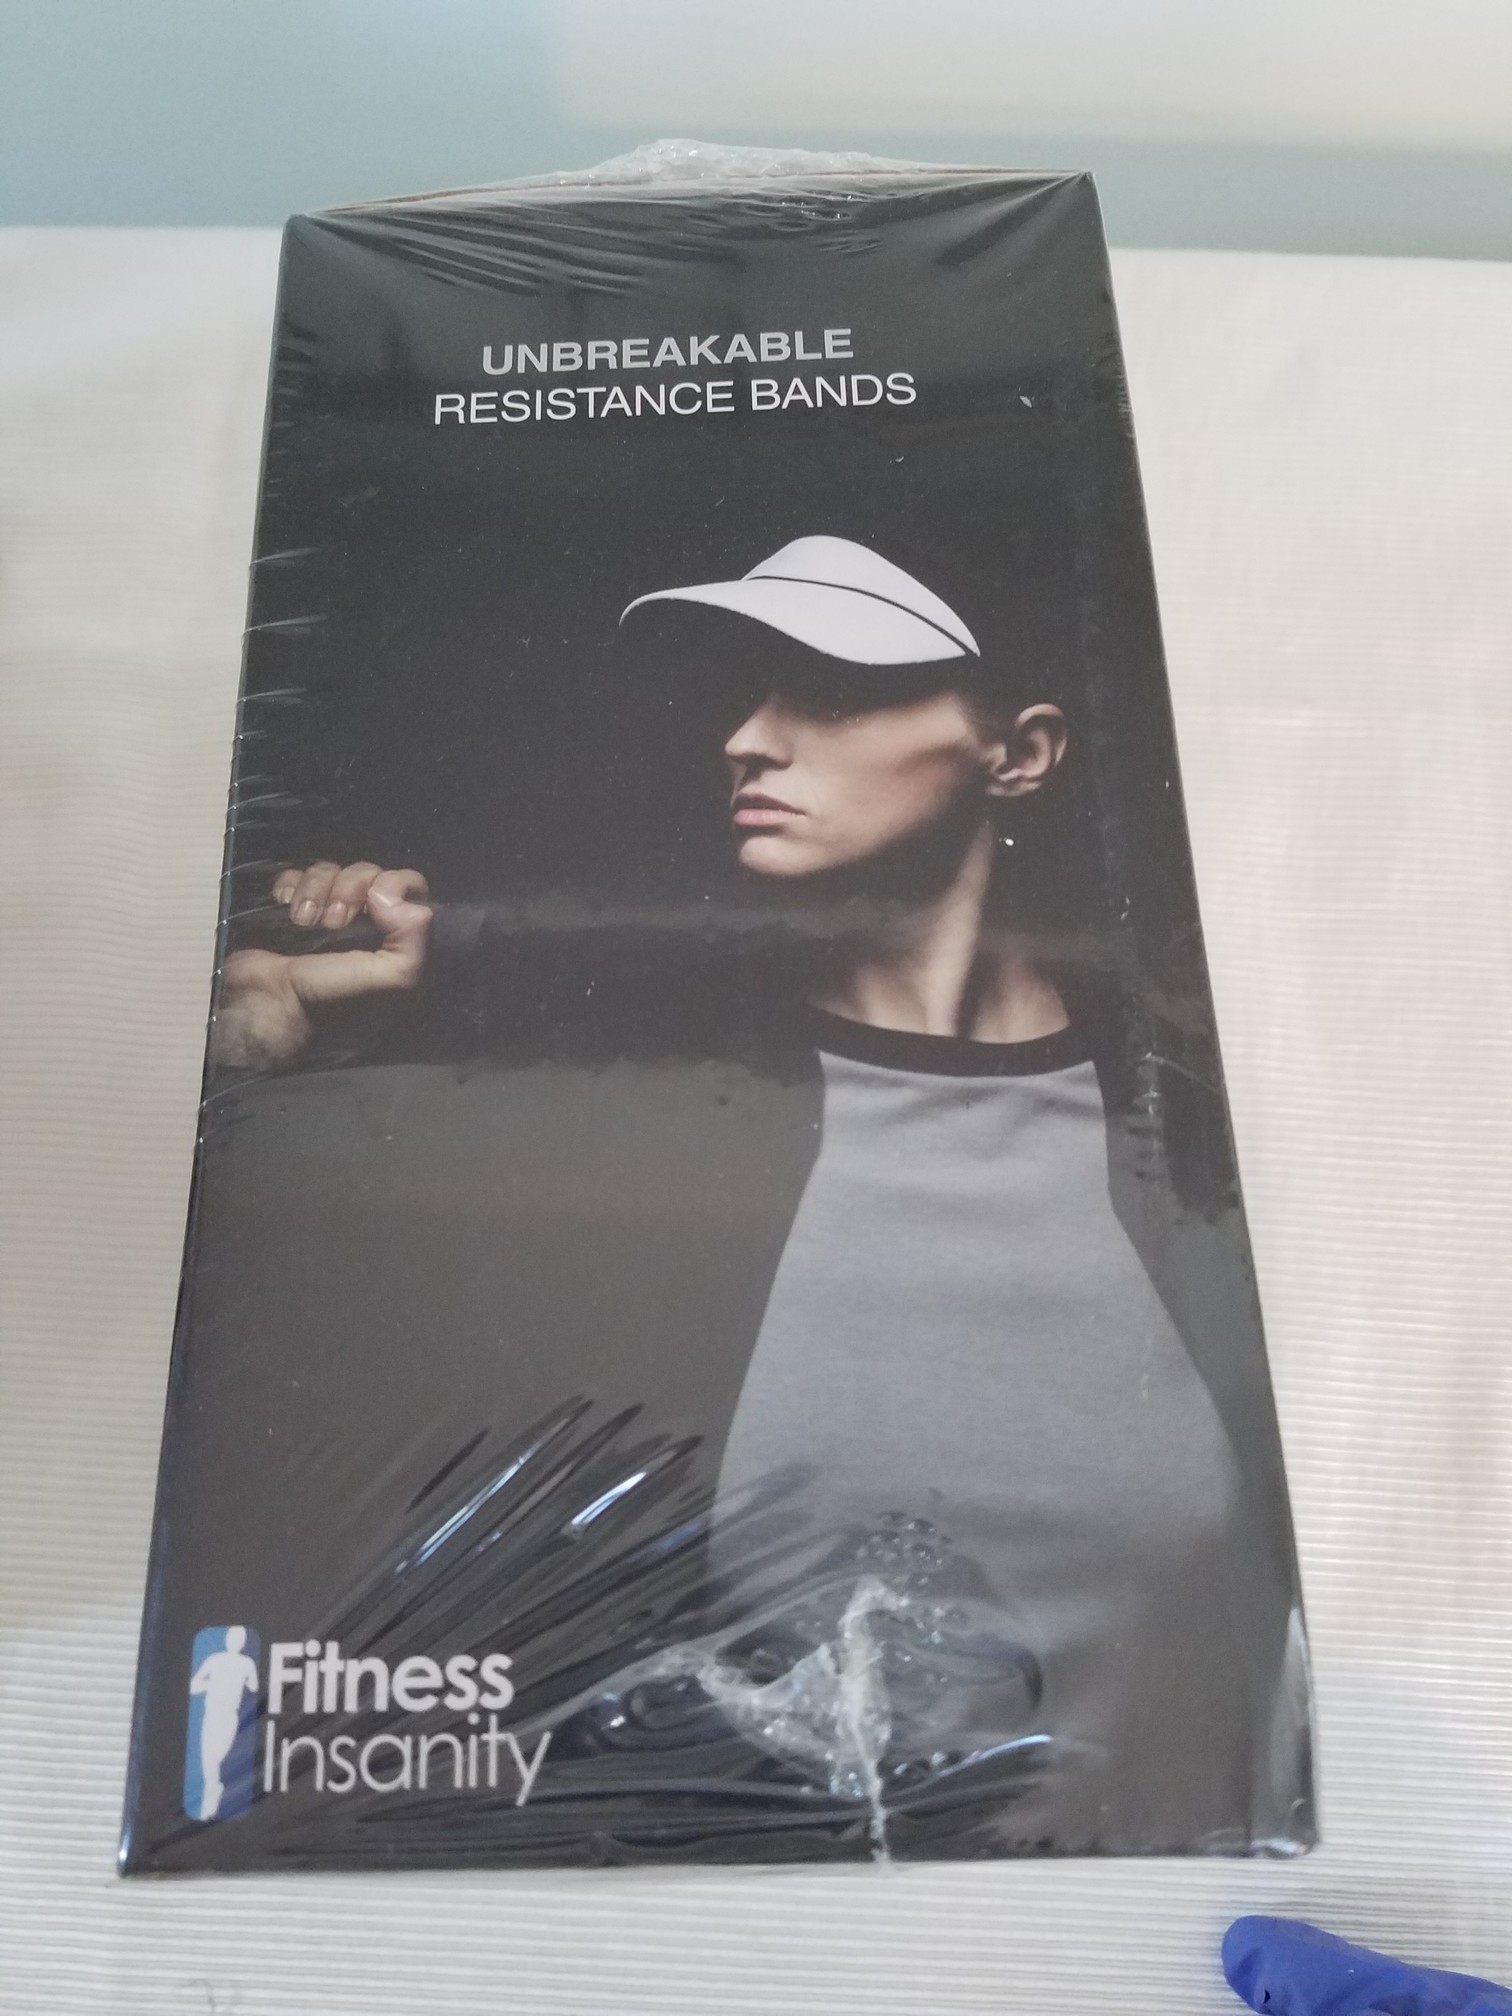 UNBREAKABLE
RESISTANCE BANDS
Fitness
Insanity